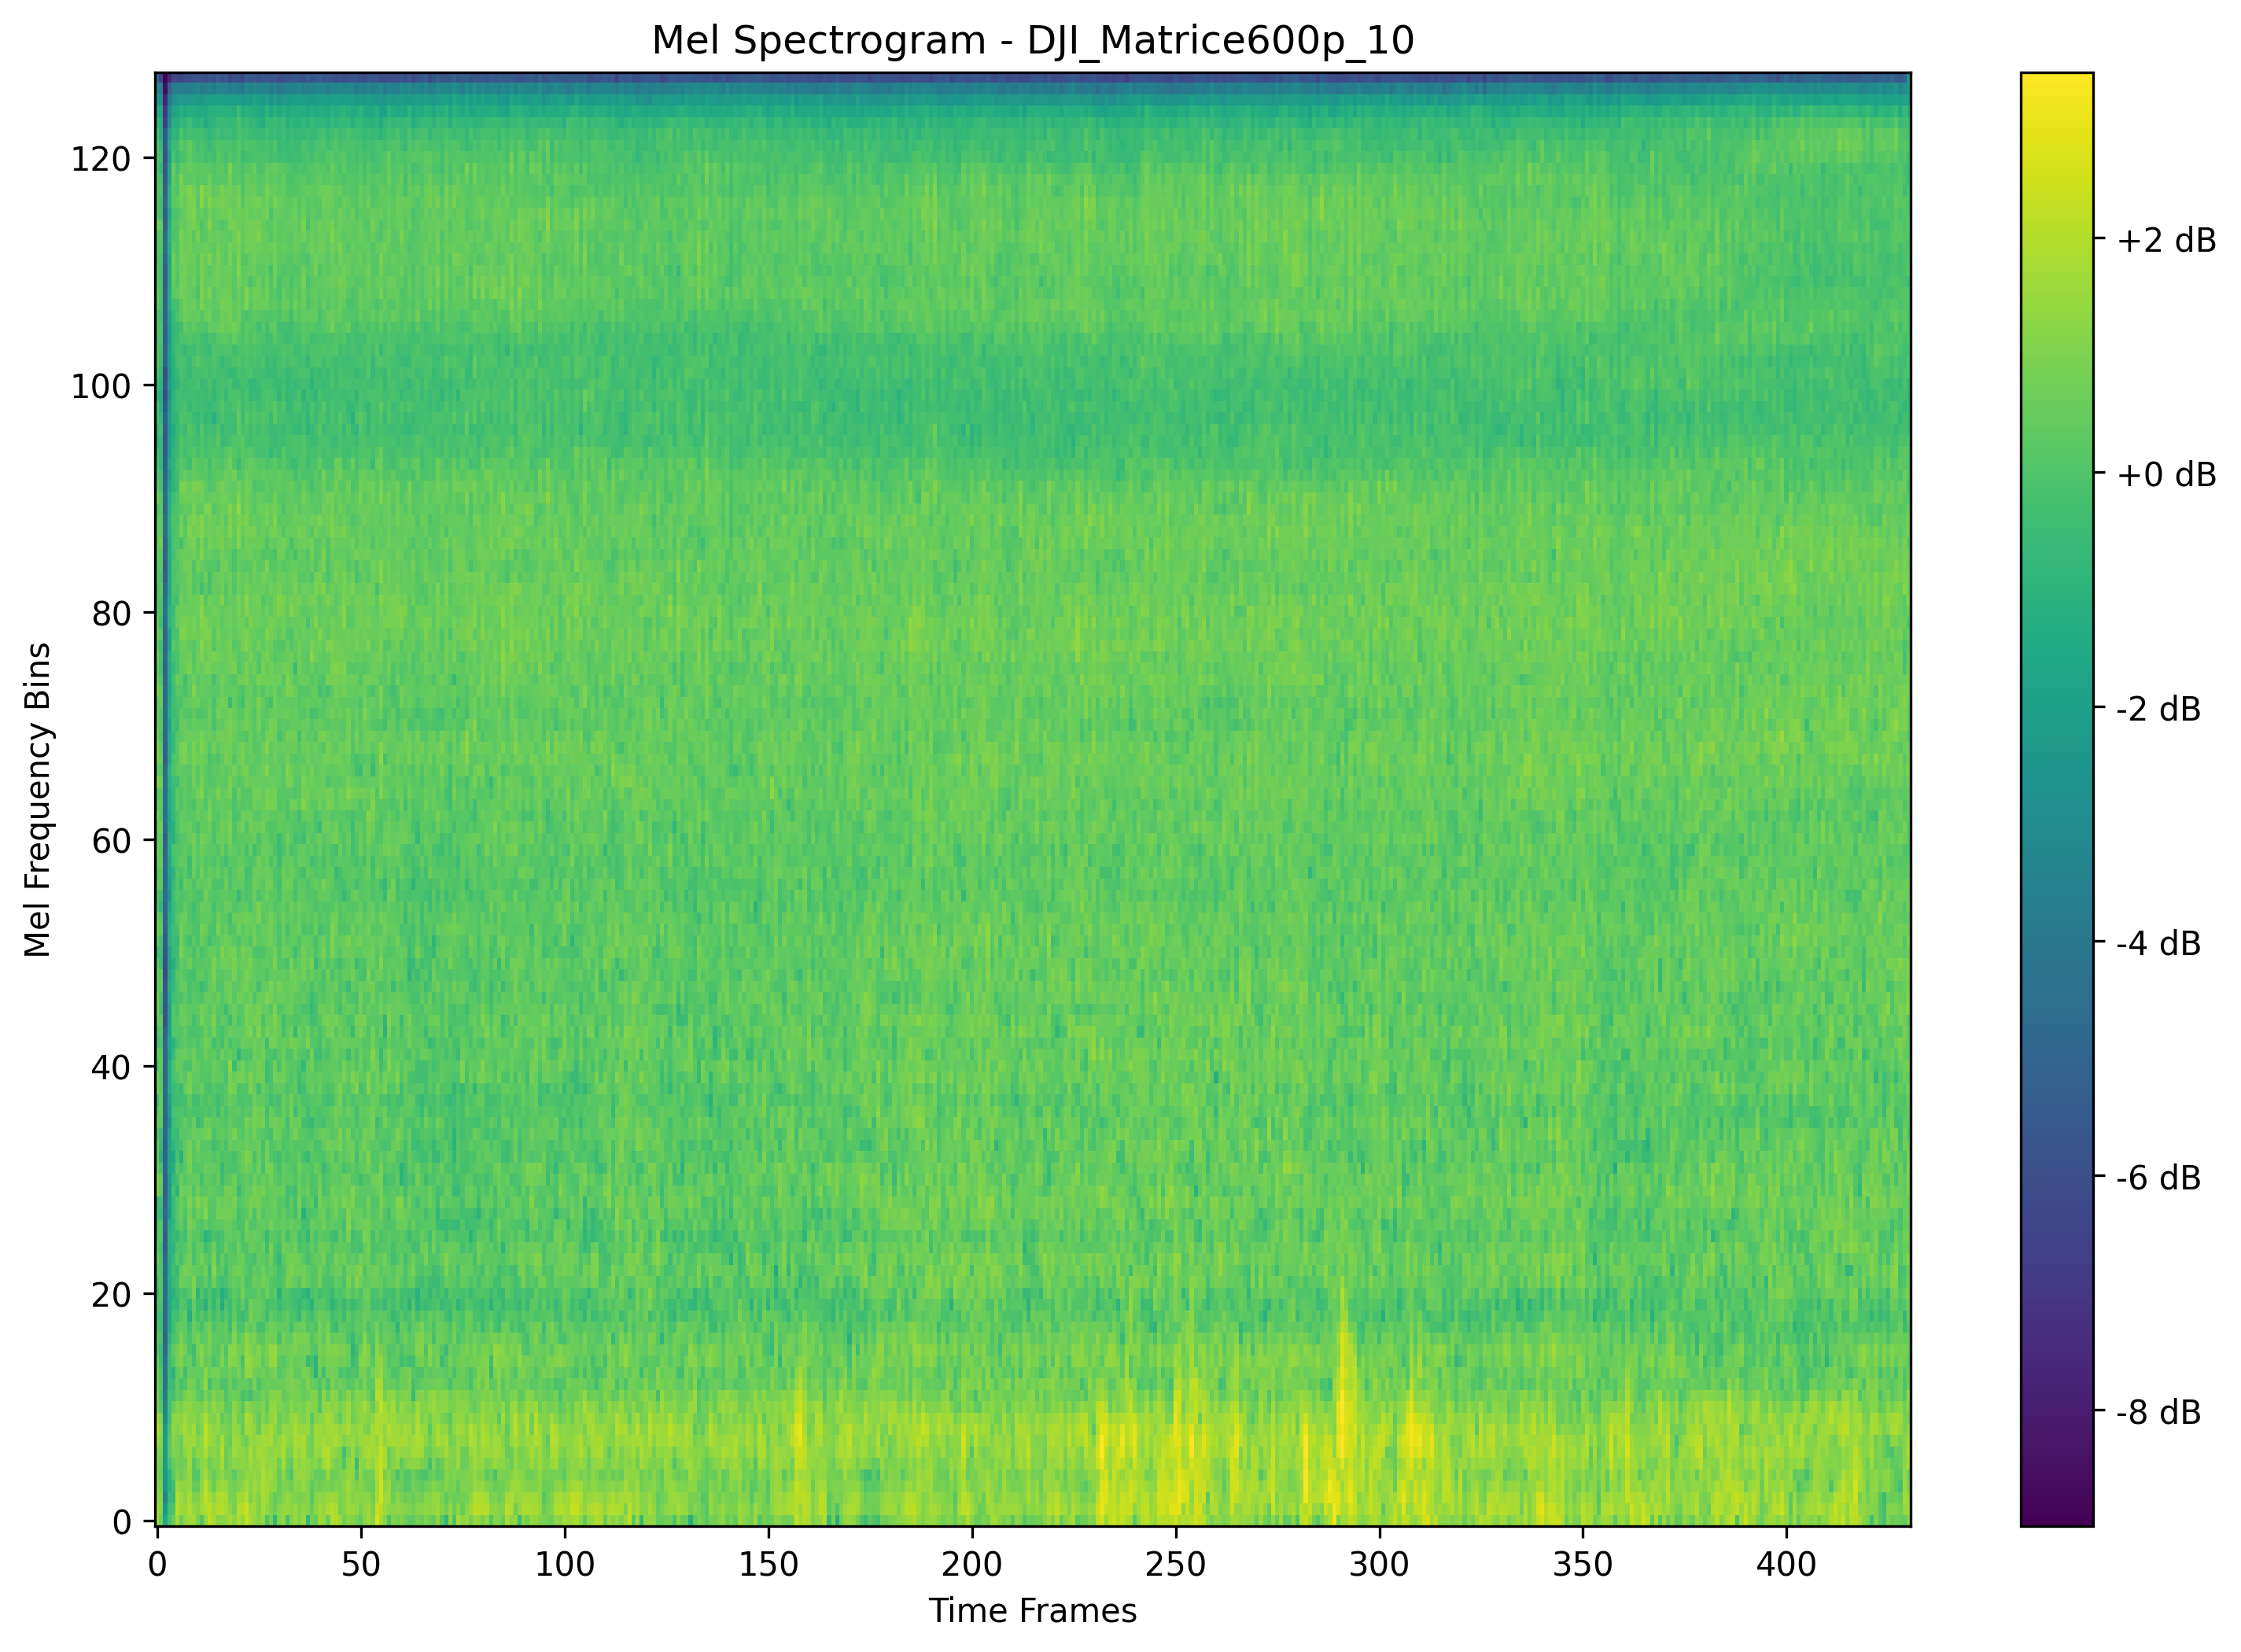 Mel Spectrogram - DJI_Matrice600p_10
Mel Frequency Bins
120
100
80
60
40
20
0
0 50 100 150 200 250 300 350 400
Time Frames
+2 dB
+0 dB
-2 dB
-4 dB
-6 dB
-8 dB